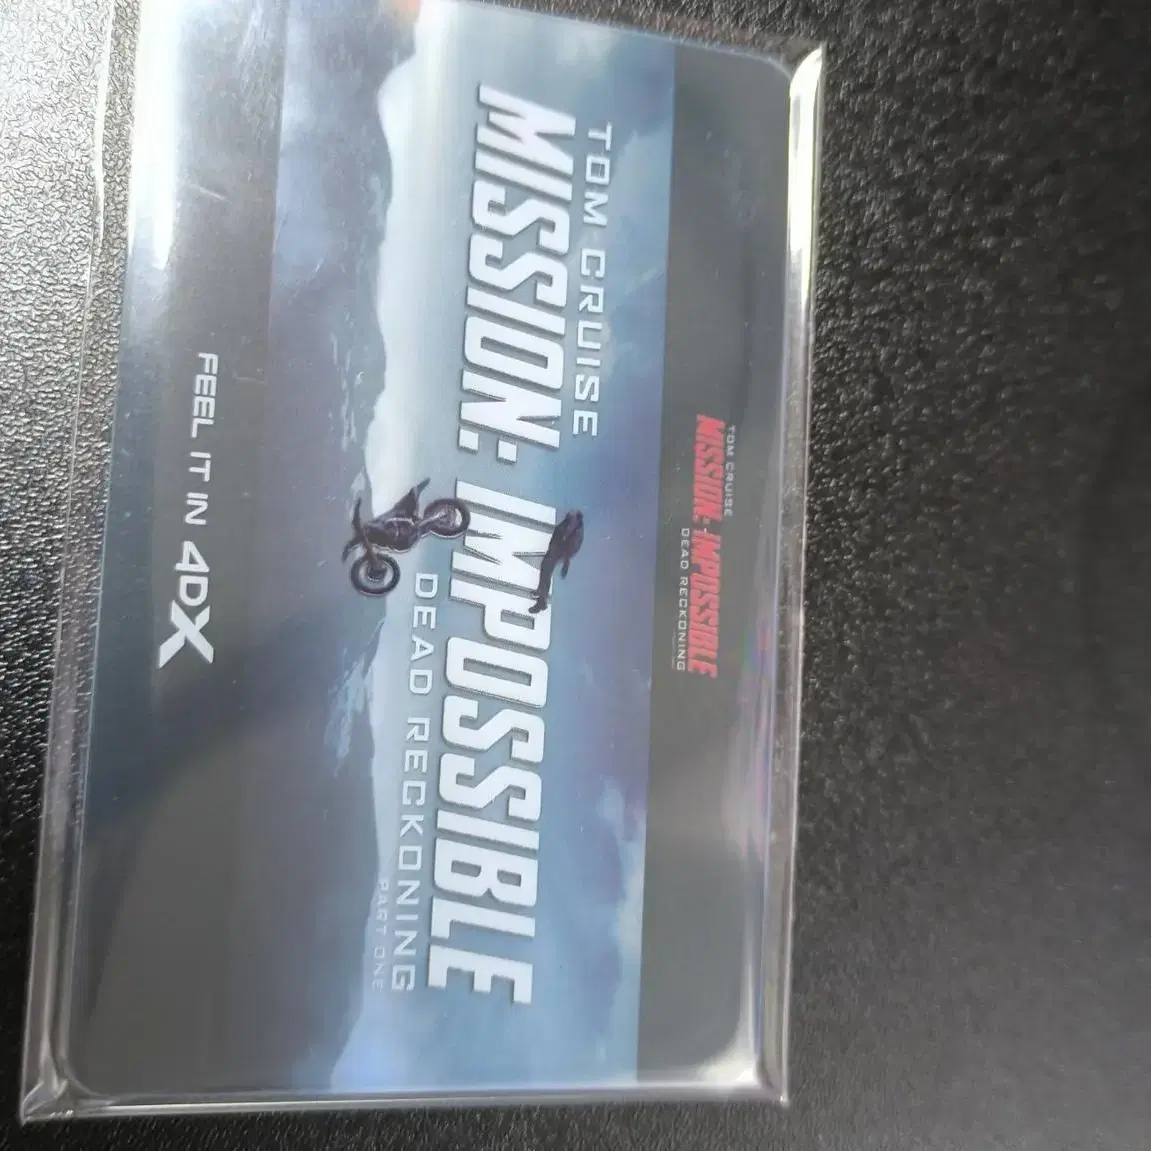 TOM CRUISE
MISSION: IMPOSSIBLE
DEAD RECKONING
TOM CRUISE
MISSION: IMPOSSIBLE
DEAD RECKONING
PART ONE
FEEL IT IN 4DX